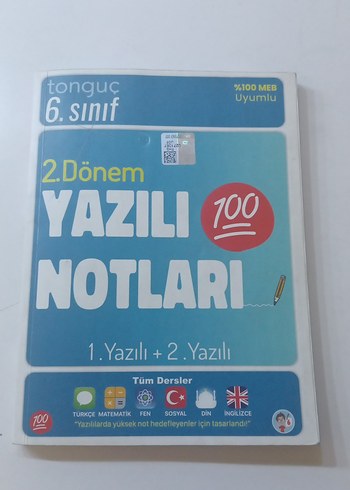 tonguç
6. sınıf
%100 MEB
Uyumlu
2.Dönem
YAZILI
100
NOTLARI
1.Yazılı + 2.Yazılı
Tüm Dersler
TÜRKÇE MATEMATİK FEN SOSYAL DİN İNGİLİZCE
100
"Yazılılarda yüksek not hedefleyenler için tasarlandı!"